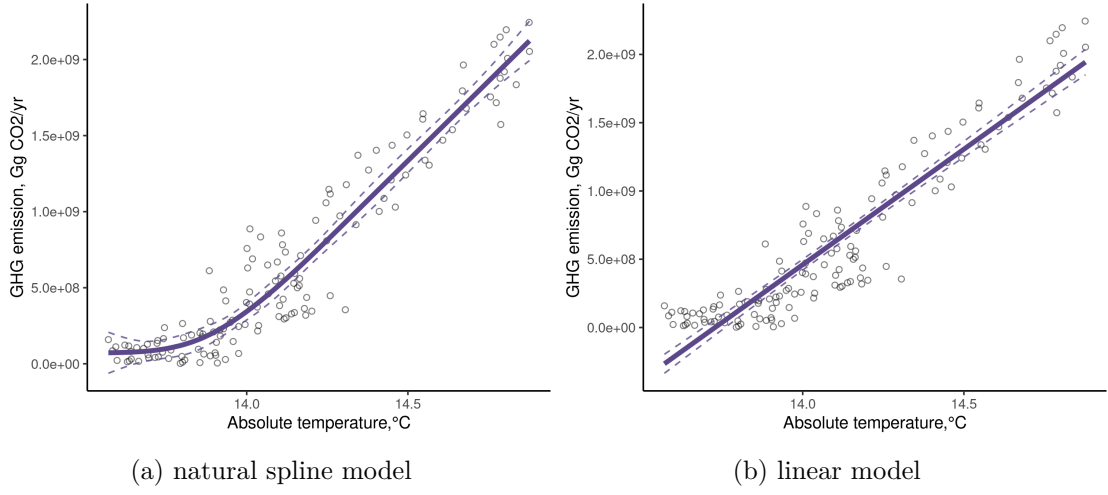 GHG emission, Gg CO2/yr
2.0e+09
1.5e+09
1.0e+09
5.0e+08
0.0e+00
14.0
14.5
Absolute temperature,°C
(a) natural spline model
GHG emission, Gg CO2/yr
2.0e+09
1.5e+09
1.0e+09
5.0e+08
0.0e+00
14.0
14.5
Absolute temperature,°C
(b) linear model